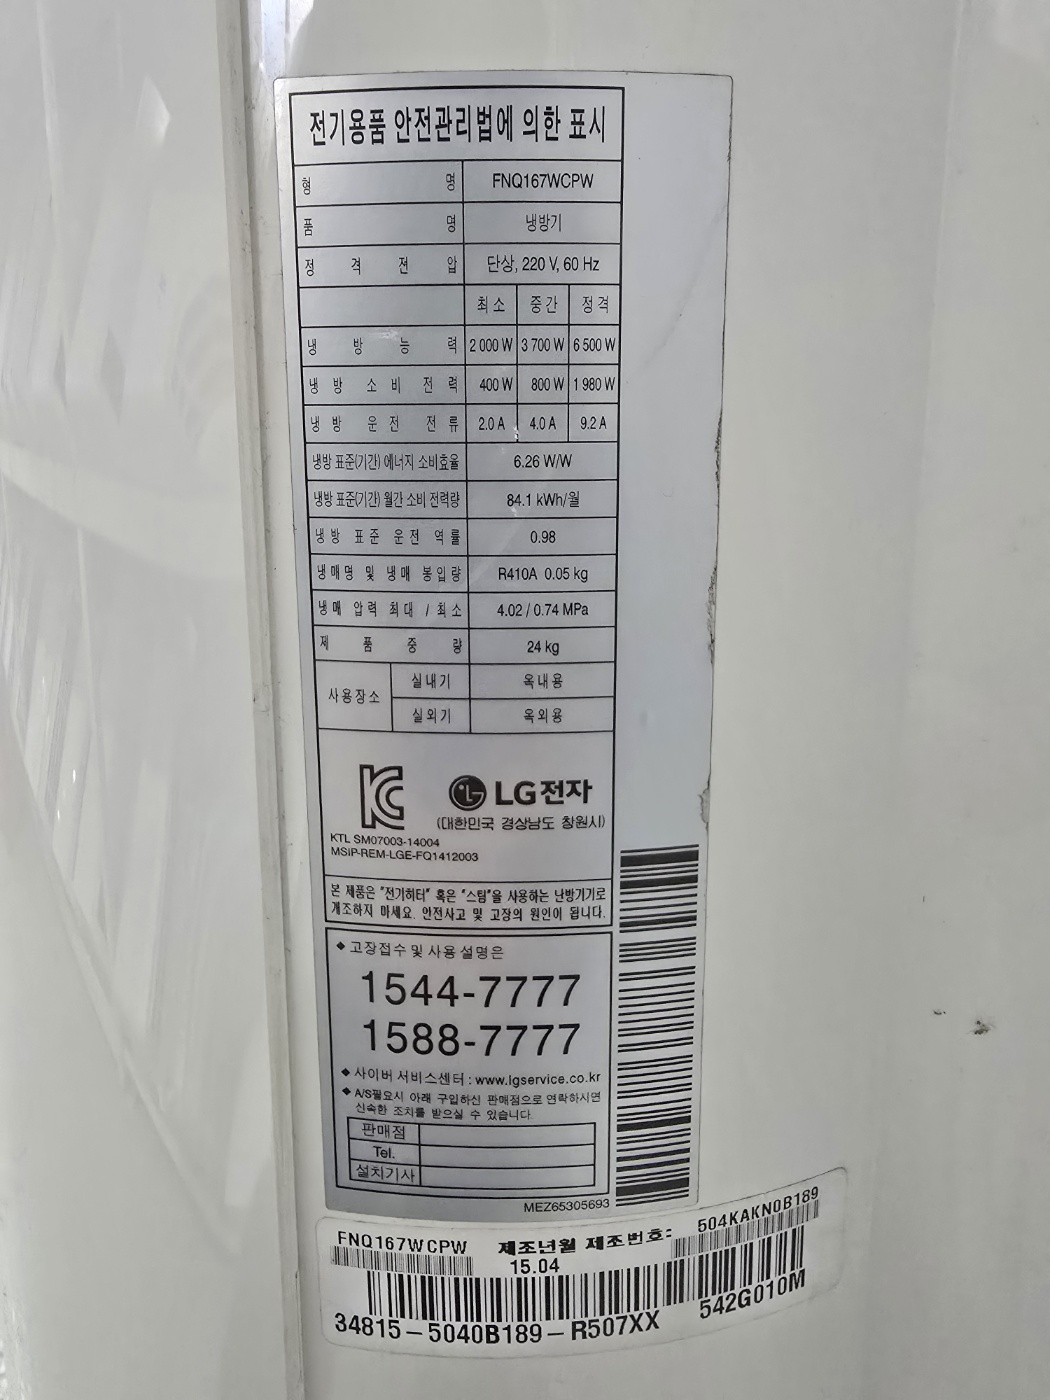 전기용품 안전관리법에 의한 표시
형 명 FNQ167WCPW
품 명 냉방기
정 격 전 압 단상, 220 V, 60 Hz
최소 중간 정격
냉 방 능 력 2 000 W 3 700 W 6 500 W
냉 방 소 비 전 력 400 W 800 W 1 980 W
냉 방 운 전 전 류 2.0 A 4.0 A 9.2 A
냉방 표준(기간) 에너지 소비효율 6.26 W/W
냉방 표준(기간) 월간 소비 전력량 84.1 kWh/월
냉 방 표 준 운 전 역 률 0.98
냉 매 명 및 냉 매 봉 입 량 R410A 0.05 kg
냉 매 압 력 최 대 / 최 소 4.02 / 0.74 MPa
제 품 중 량 24 kg
사용장소 실내기 옥내용
실외기 옥외용
KC LG전자
(대한민국 경상남도 창원시)
KTL SM07003-14004
MSIP-REM-LGE-FQ1412003
본 제품은 "전기히터" 혹은 "스팀"을 사용하는 난방기기로
개조하지 마세요. 안전사고 및 고장의 원인이 됩니다.
◆ 고장접수 및 사용 설명은
1544-7777
1588-7777
◆ 사이버 서비스센터 : www.lgservice.co.kr
◆ A/S필요시 아래 구입하신 판매점으로 연락하시면
신속한 조치를 받으실 수 있습니다.
판매점
Tel.
설치기사
MEZ65305693
FNQ167WCPW 제조년월 제조번호: 504KAKN0B189
15.04
34815-5040B189-R507XX 542G010M